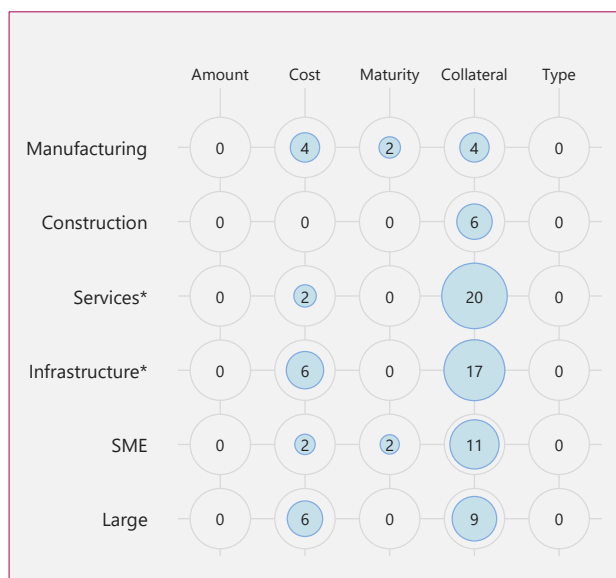 Amount Cost Maturity Collateral Type
Manufacturing 0 4 2 4 0
Construction 0 0 0 6 0
Services* 0 2 0 20 0
Infrastructure* 0 6 0 17 0
SME 0 2 2 11 0
Large 0 6 0 9 0